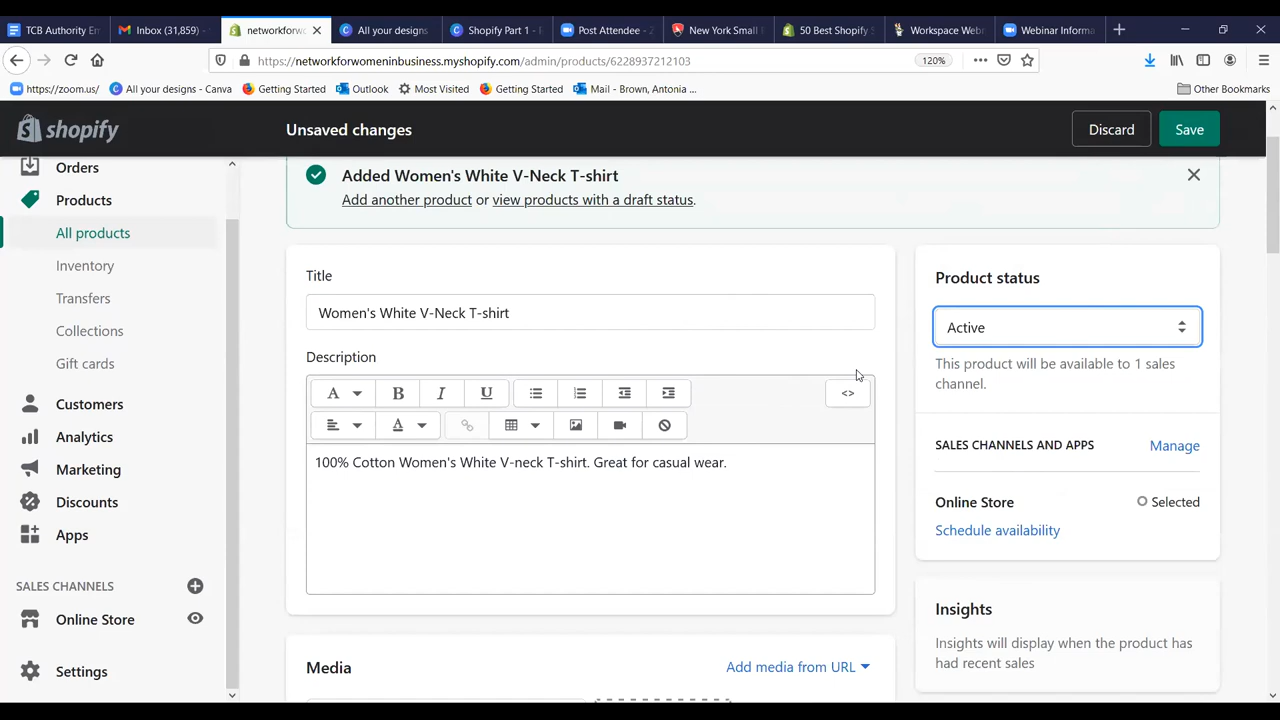 TCB Authority En
Inbox (31,859) -
networkforwo
All your designs -
Shopify Part 1 -
Post Attendee - Z
New York Small
50 Best Shopify S
Workspace Web
Webinar Informa
https://networkforwomeninbusiness.myshopify.com/admin/products/6228937212103
120%
https://zoom.us/
All your designs - Canva
Getting Started
Outlook
Most Visited
Getting Started
Mail - Brown, Antonia ...
Other Bookmarks
shopify
Unsaved changes
Discard
Save
Orders
Products
All products
Inventory
Transfers
Collections
Gift cards
Customers
Analytics
Marketing
Discounts
Apps
SALES CHANNELS
Online Store
Settings
Added Women's White V-Neck T-shirt
Add another product or view products with a draft status.
Title
Women's White V-Neck T-shirt
Description
A
B
I
U
<>
A
100% Cotton Women's White V-neck T-shirt. Great for casual wear.
Media
Add media from URL
Product status
Active
This product will be available to 1 sales
channel.
SALES CHANNELS AND APPS
Manage
Online Store
Selected
Schedule availability
Insights
Insights will display when the product has
had recent sales